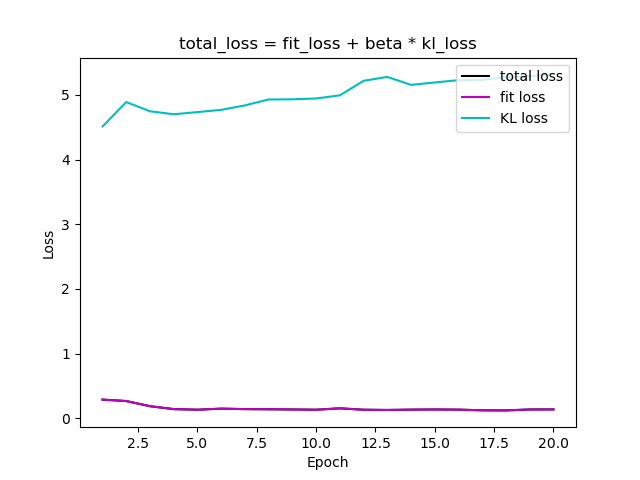 total_loss = fit_loss + beta * kl_loss
total loss
fit loss
KL loss
5
4
3
2
1
0
Loss
2.5 5.0 7.5 10.0 12.5 15.0 17.5 20.0
Epoch